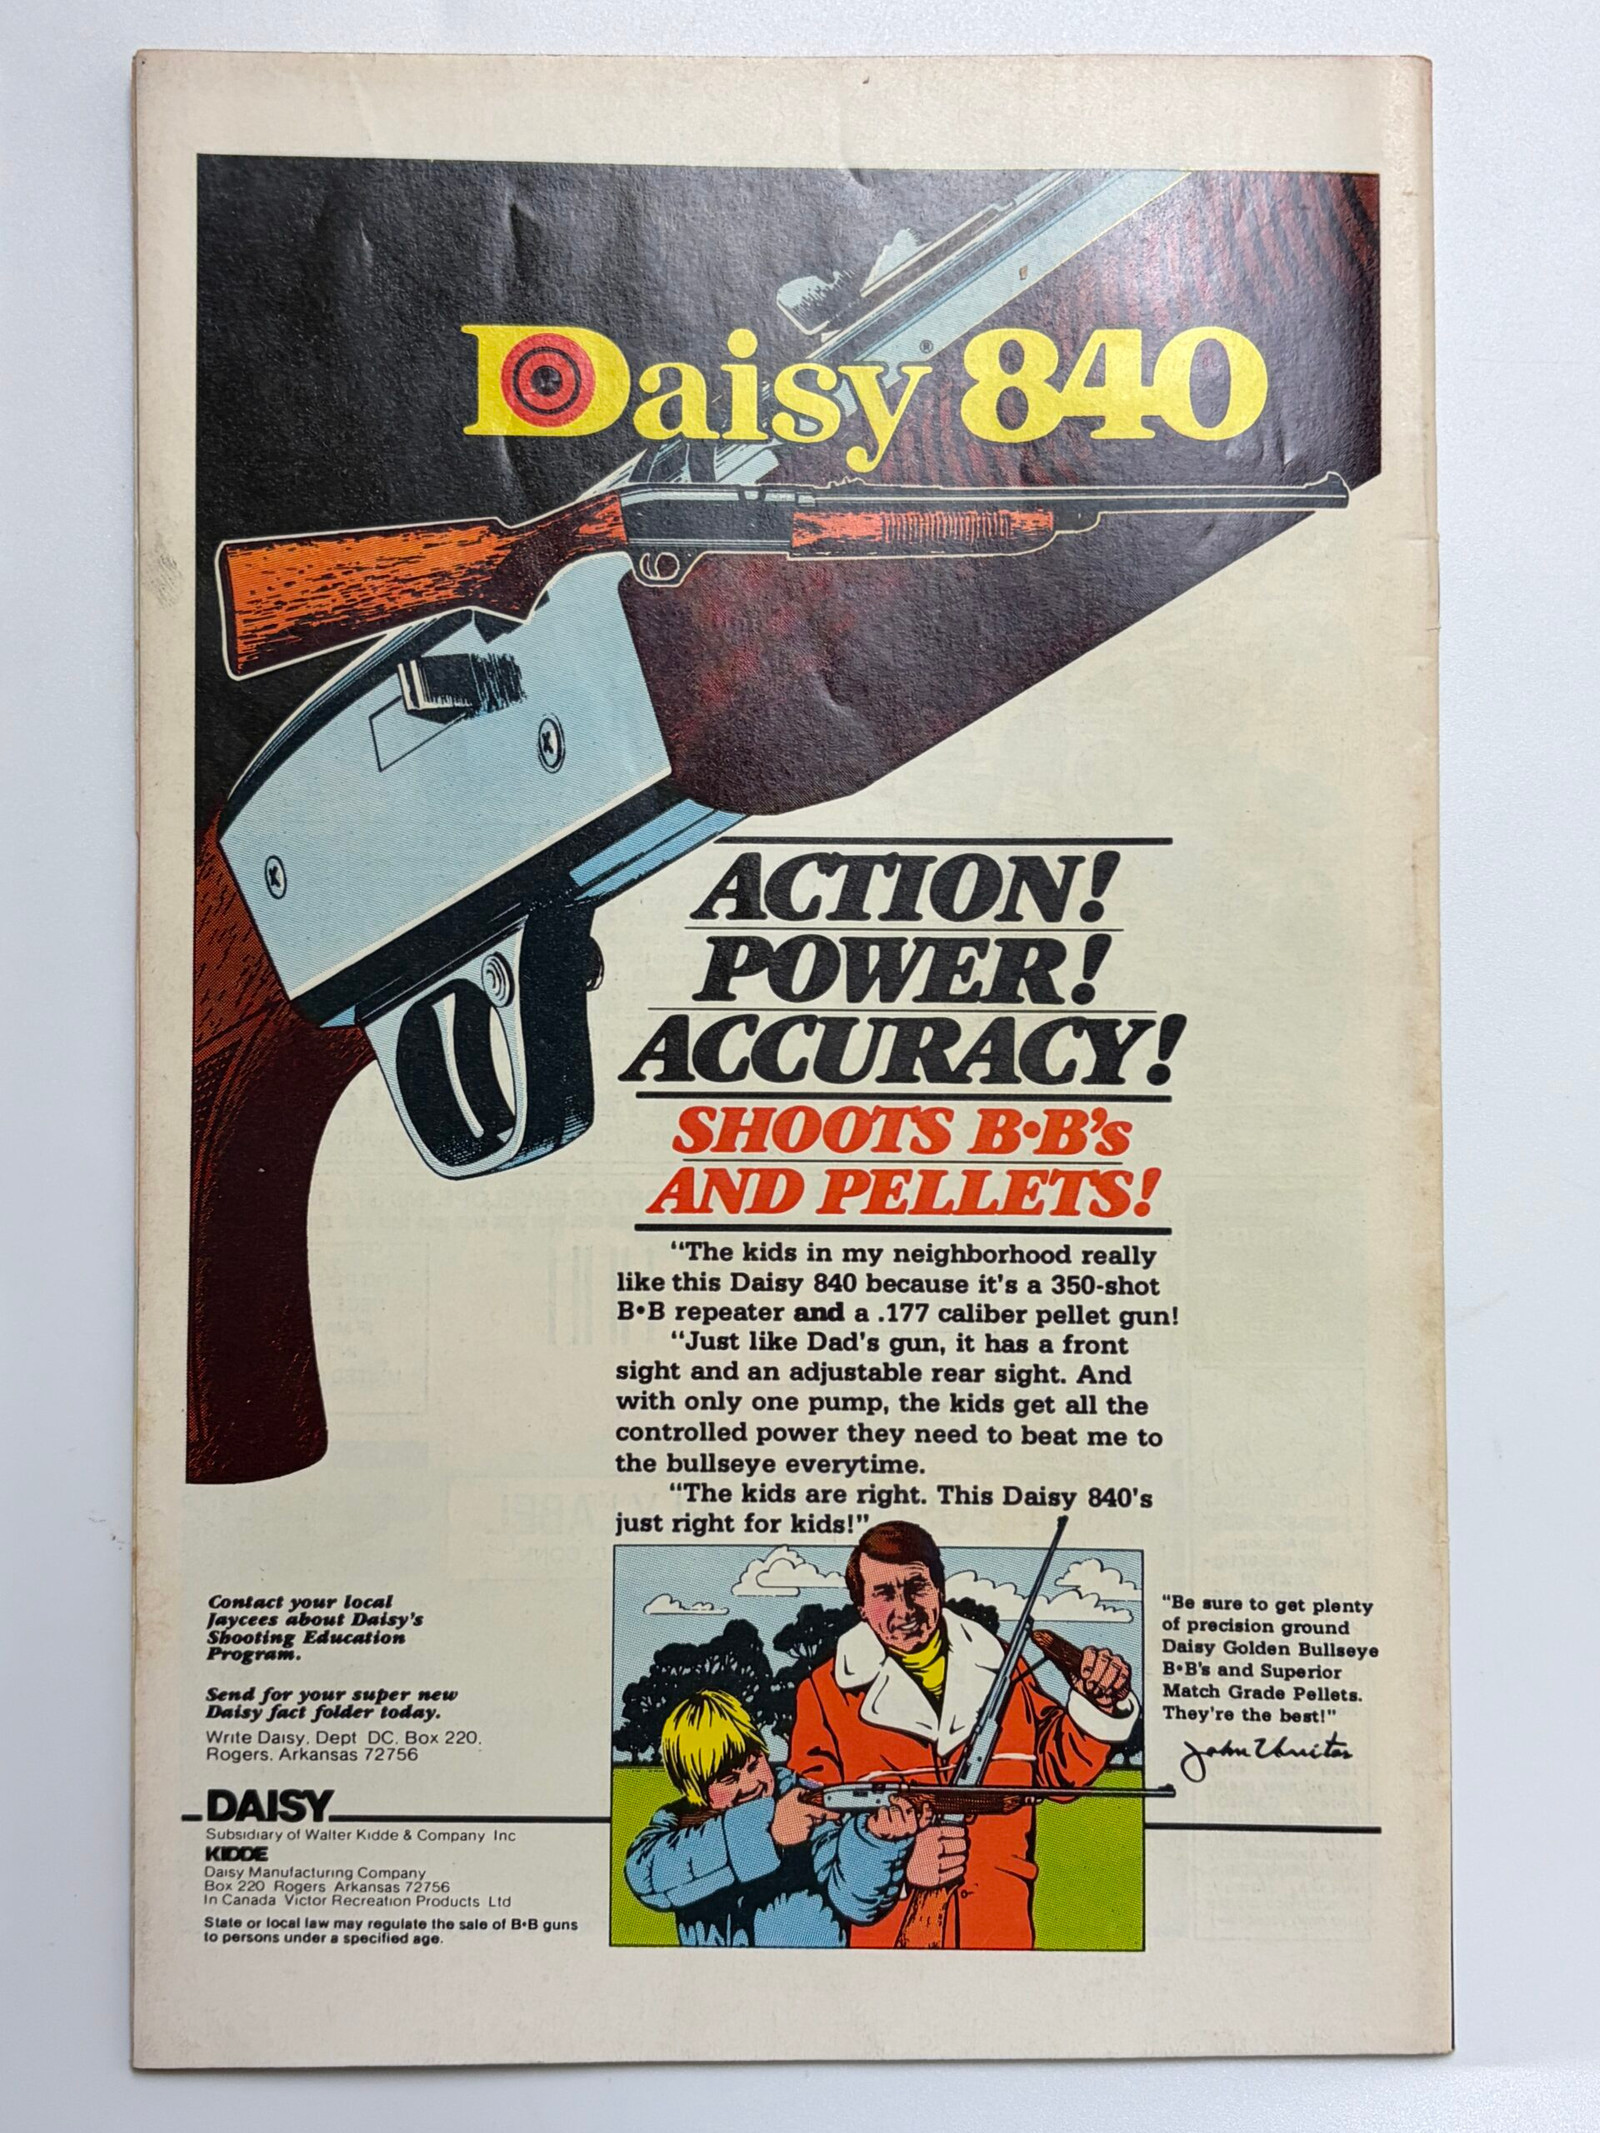 Daisy® 840
ACTION!
POWER!
ACCURACY!
SHOOTS B•B's
AND PELLETS!
"The kids in my neighborhood really
like this Daisy 840 because it's a 350-shot
B•B repeater and a .177 caliber pellet gun!
"Just like Dad's gun, it has a front
sight and an adjustable rear sight. And
with only one pump, the kids get all the
controlled power they need to beat me to
the bullseye everytime.
"The kids are right. This Daisy 840's
just right for kids!"
Contact your local
Jaycees about Daisy's
Shooting Education
Program.
Send for your super new
Daisy fact folder today.
Write Daisy, Dept DC, Box 220,
Rogers, Arkansas 72756
"Be sure to get plenty
of precision ground
Daisy Golden Bullseye
B•B's and Superior
Match Grade Pellets.
They're the best!"
John Unitas
DAISY
Subsidiary of Walter Kidde & Company Inc
KIDDE
Daisy Manufacturing Company
Box 220 Rogers Arkansas 72756
In Canada Victor Recreation Products Ltd
State or local law may regulate the sale of B•B guns
to persons under a specified age.